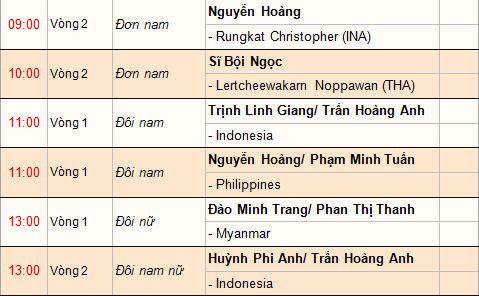 09:00 Vòng 2 Đơn nam Nguyễn Hoàng
- Rungkat Christopher (INA)
10:00 Vòng 2 Đơn nam Sĩ Bội Ngọc
- Lertcheewakarn Noppawan (THA)
11:00 Vòng 1 Đôi nam Trịnh Linh Giang/ Trần Hoàng Anh
- Indonesia
11:00 Vòng 1 Đôi nam Nguyễn Hoàng/ Phạm Minh Tuấn
- Philippines
13:00 Vòng 1 Đôi nữ Đào Minh Trang/ Phan Thị Thanh
- Myanmar
13:00 Vòng 2 Đôi nam nữ Huỳnh Phi Anh/ Trần Hoàng Anh
- Indonesia